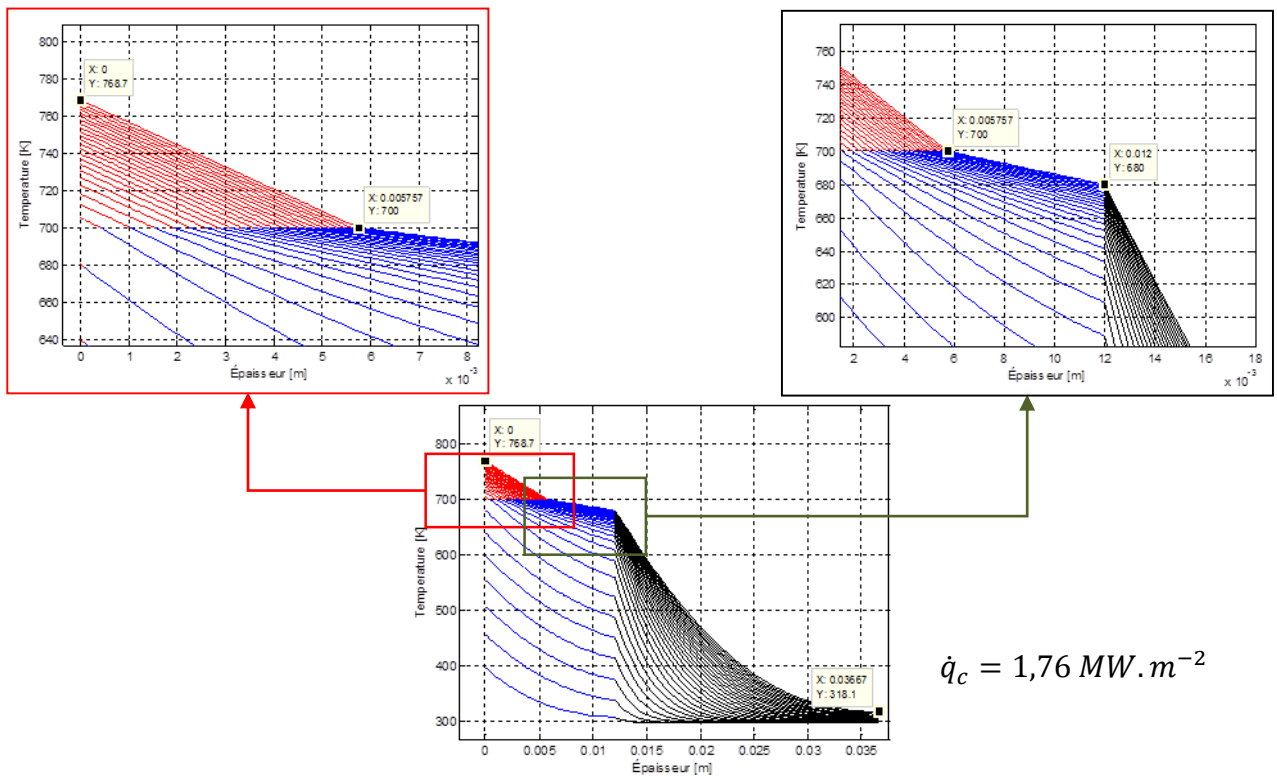 800
780
760
740
720
700
680
660
640
Temperature [K]
X: 0
Y: 768.7
X: 0.005757
Y: 700
0 1 2 3 4 5 6 7 8
Épaisseur [m]
x 10⁻³
760
740
720
700
680
660
640
620
600
Temperature [K]
X: 0.005757
Y: 700
X: 0.012
Y: 680
2 4 6 8 10 12 14 16 18
Épaisseur [m]
x 10⁻³
800
700
600
500
400
300
Temperature [K]
X: 0
Y: 768.7
X: 0.03667
Y: 318.1
0 0.005 0.01 0.015 0.02 0.025 0.03 0.035
Épaisseur [m]
q̇c = 1,76 MW.m⁻²